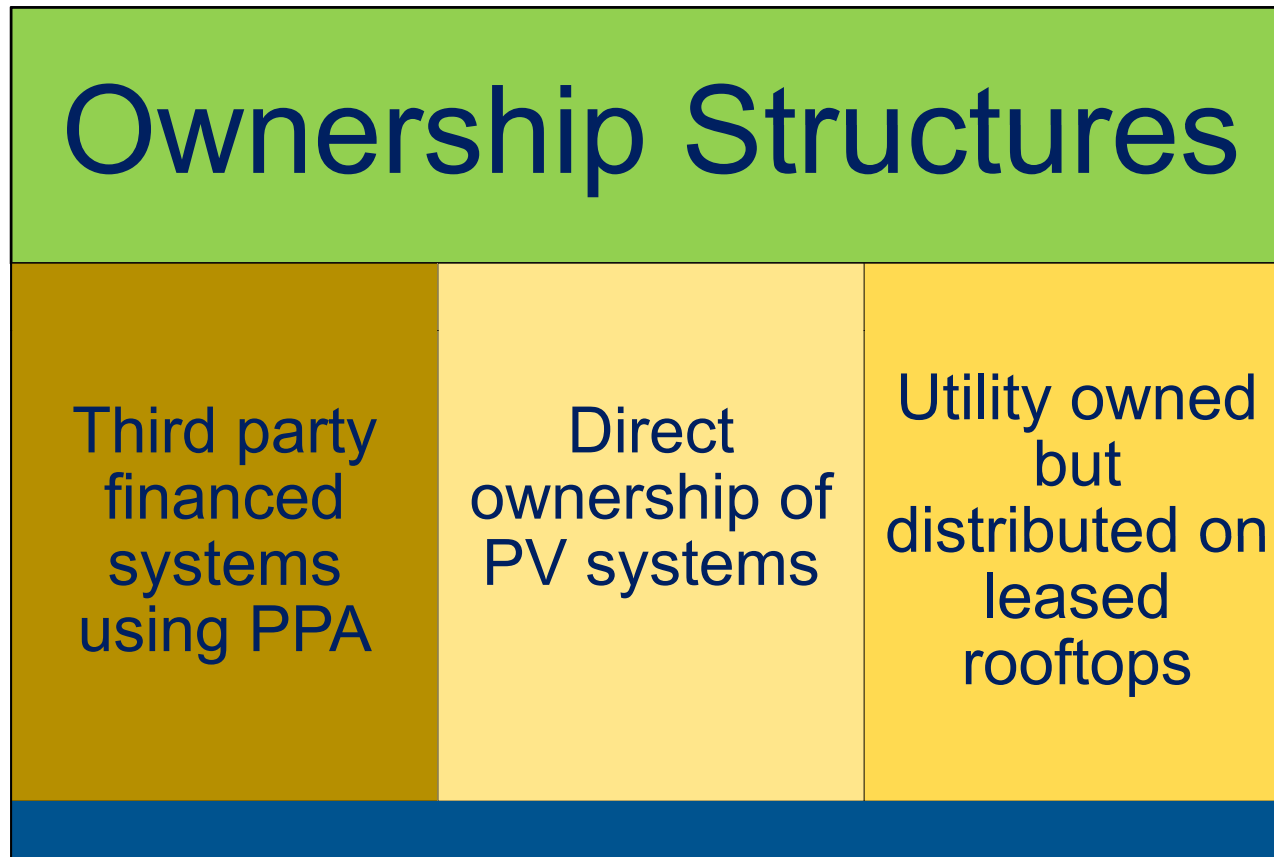 Ownership Structures
Third party
financed
systems
using PPA
Direct
ownership of
PV systems
Utility owned
but
distributed on
leased
rooftops